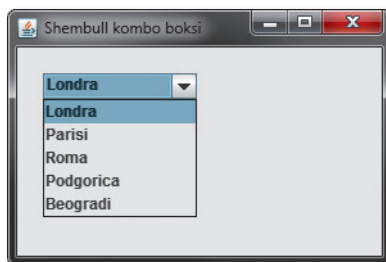 Shembull kombo boksi
Londra
Londra
Parisi
Roma
Podgorica
Beogradi